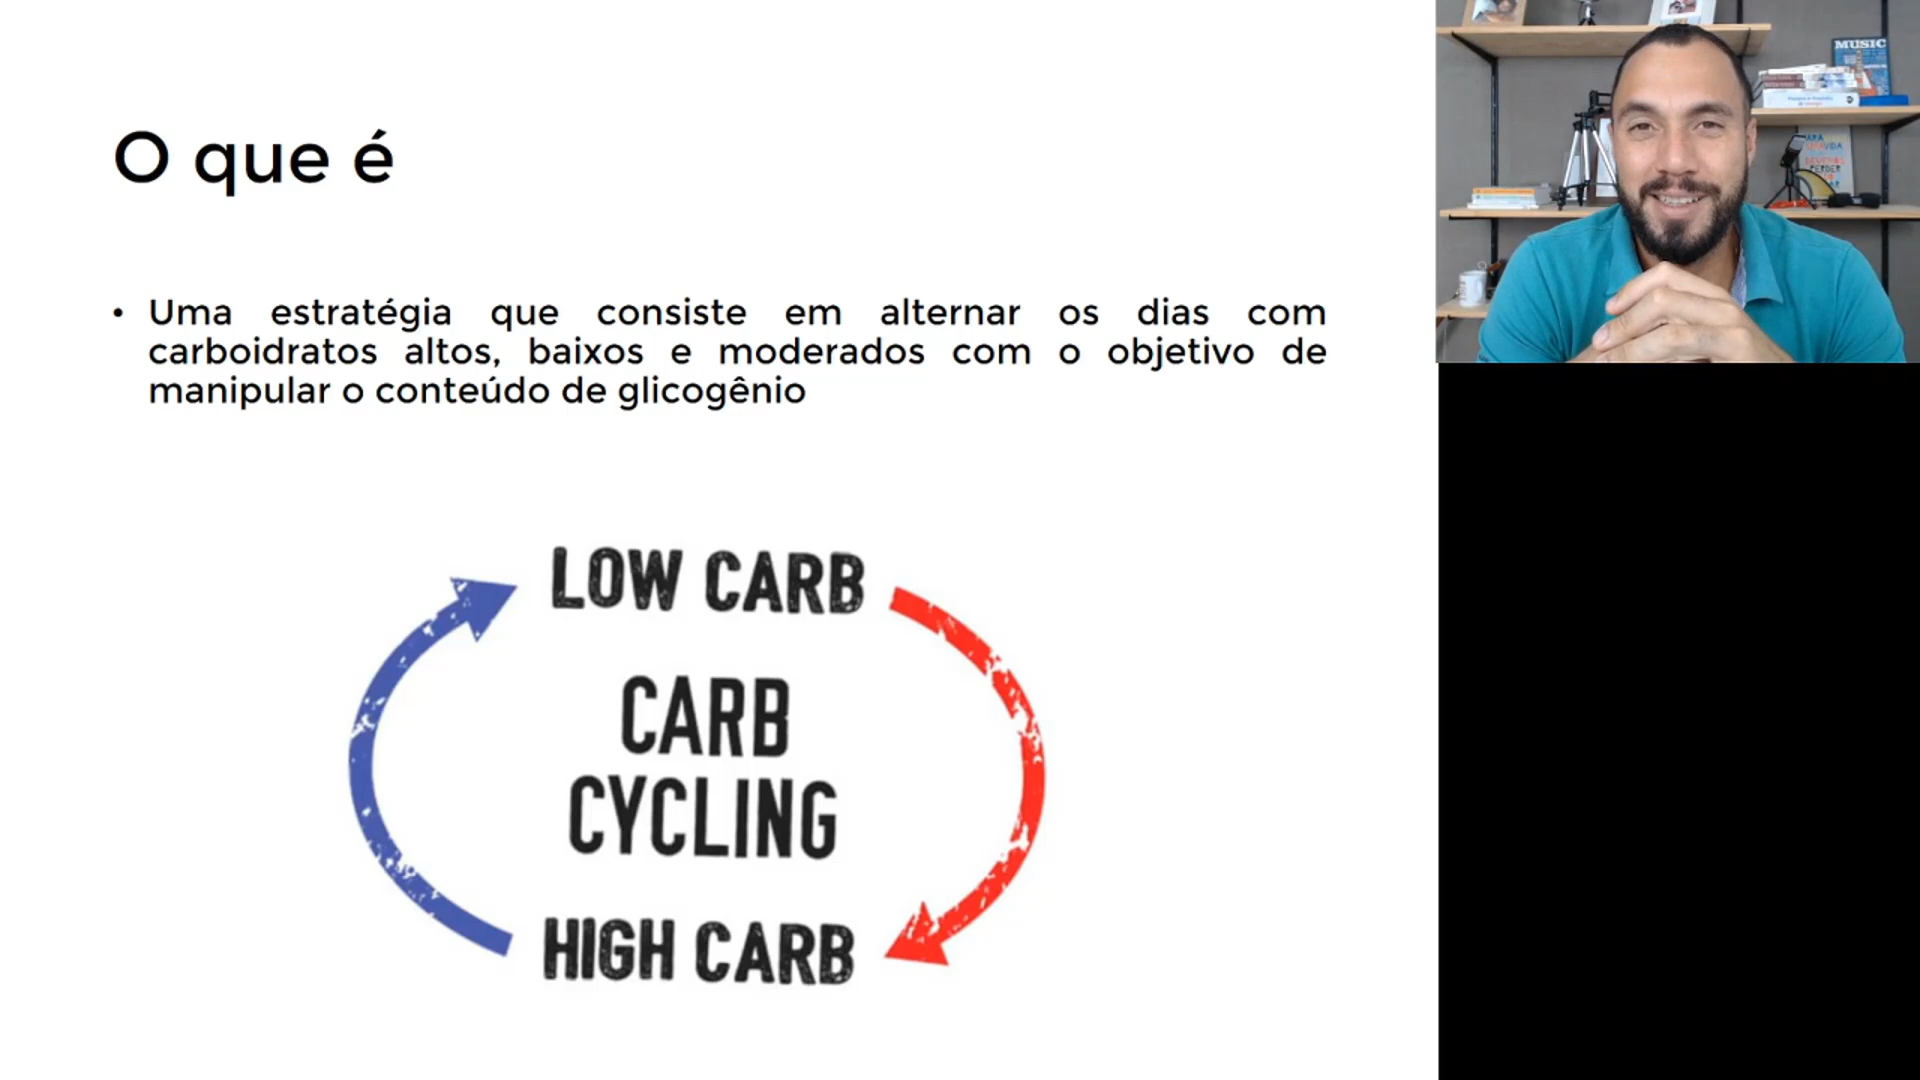 O que é
• Uma estratégia que consiste em alternar os dias com
carboidratos altos, baixos e moderados com o objetivo de
manipular o conteúdo de glicogênio
LOW CARB
CARB
CYCLING
HIGH CARB
MUSIC
PERDER